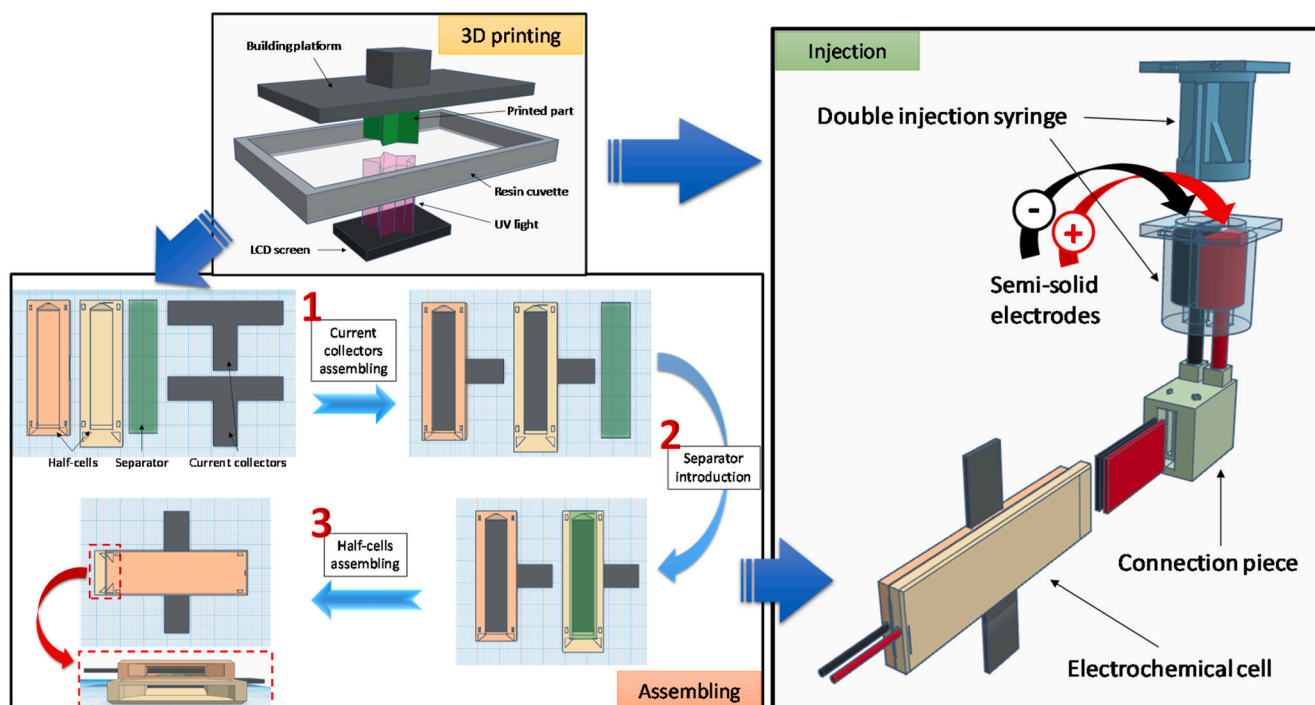 3D printing
Building platform
Printed part
Resin cuvette
UV light
LCD screen
1
Current
collectors
assembling
Half-cells
Separator
Current collectors
2
Separator
introduction
3
Half-cells
assembling
Assembling
Injection
Double injection syringe
-
+
Semi-solid
electrodes
Connection piece
Electrochemical cell